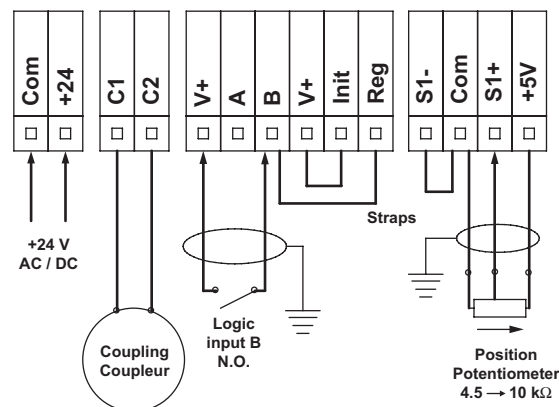 Com
+24
C1
C2
V+
A
B
V+
Init
Reg
S1-
Com
S1+
+5V
Straps
+24 V
AC / DC
Coupling
Coupleur
Logic
input B
N.O.
Position
Potentiometer
4.5 → 10 kΩ